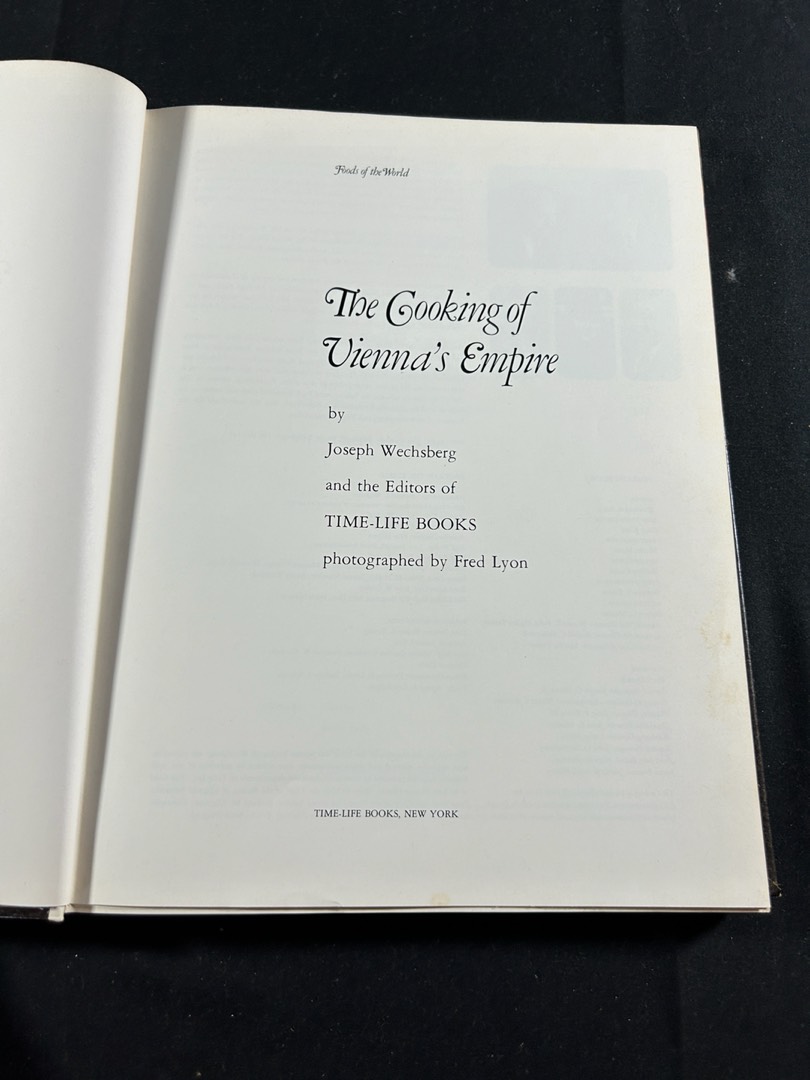 Foods of the World
The Cooking of
Vienna's Empire
by
Joseph Wechsberg
and the Editors of
TIME-LIFE BOOKS
photographed by Fred Lyon
TIME-LIFE BOOKS, NEW YORK